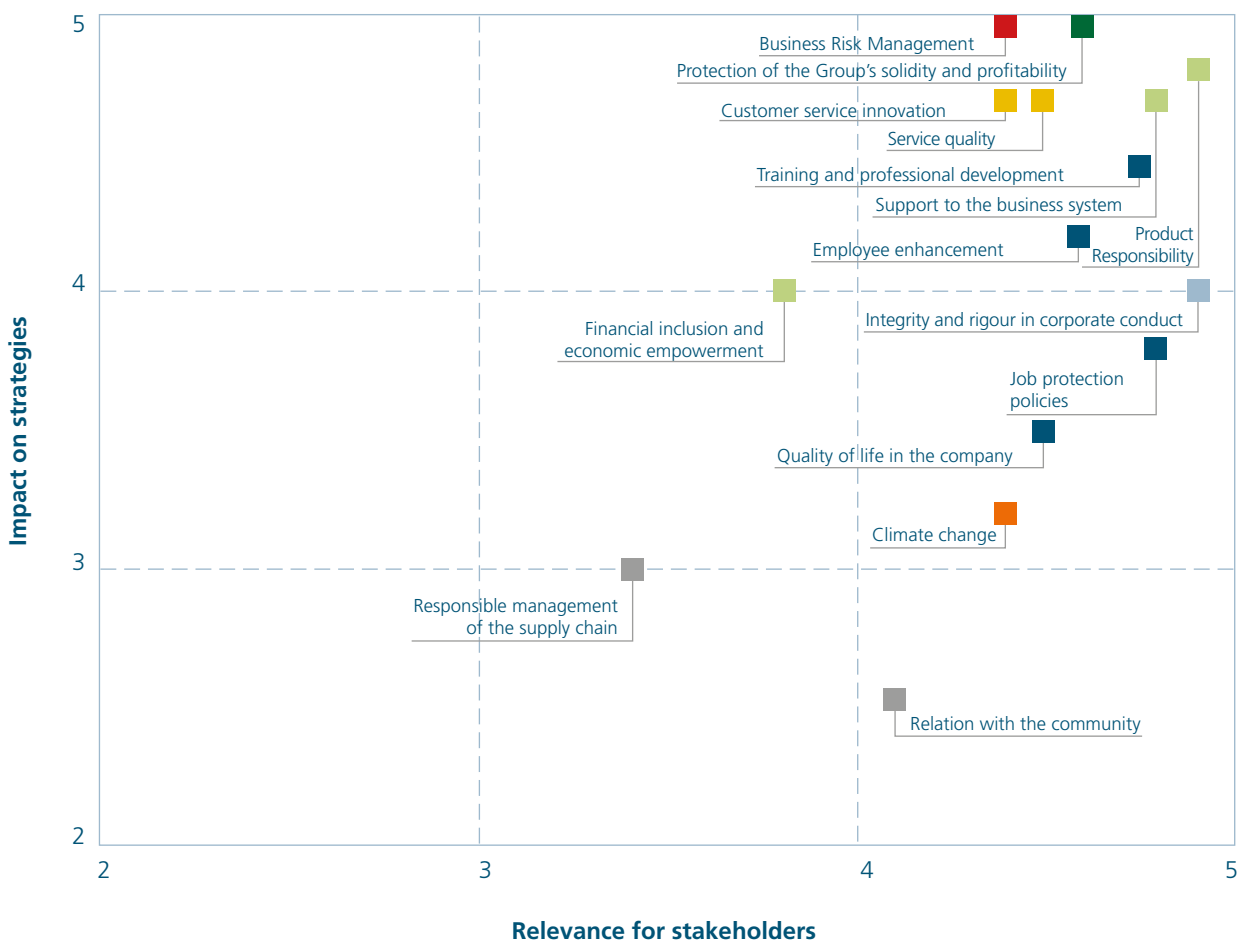 5
Business Risk Management
Protection of the Group's solidity and profitability
Customer service innovation
Service quality
Training and professional development
Support to the business system
Product
Responsibility
Employee enhancement
4
Integrity and rigour in corporate conduct
Financial inclusion and
economic empowerment
Job protection
policies
Quality of life in the company
Climate change
3
Responsible management
of the supply chain
Relation with the community
2
2
3
4
5
Impact on strategies
Relevance for stakeholders